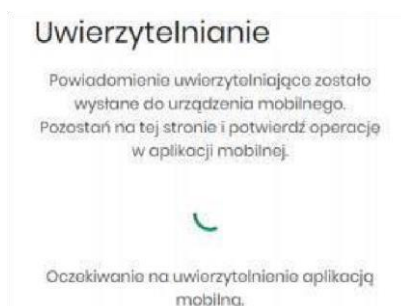 Uwierzytelnianie
Powiadomienie uwierzytelniające zostało
wysłane do urządzenia mobilnego.
Pozostań na tej stronie i potwierdź operację
w aplikacji mobilnej.
Oczekiwanie na uwierzytelnienie aplikacją
mobilną.